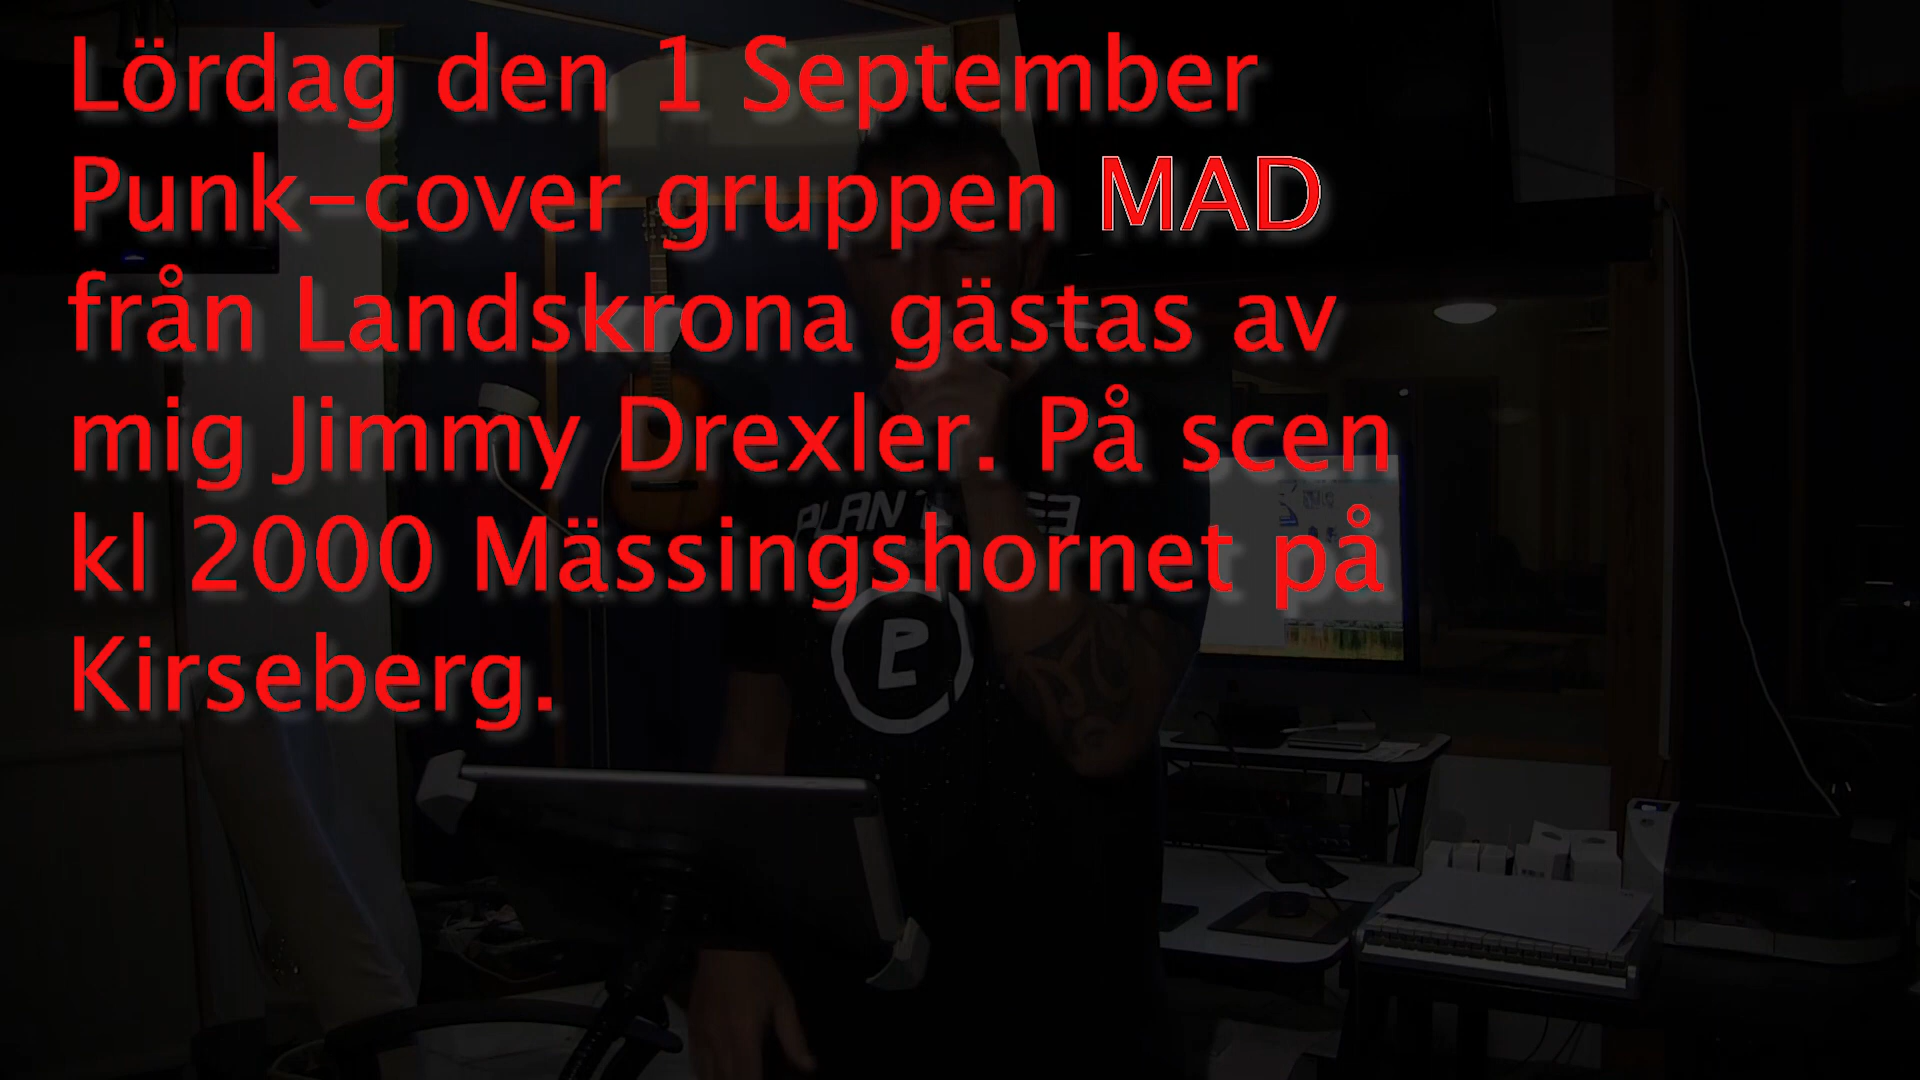 Lördag den 1 September
Punk-cover gruppen MAD
från Landskrona gästas av
mig Jimmy Drexler. På scen
kl 2000 Mässingshornet på
Kirseberg.